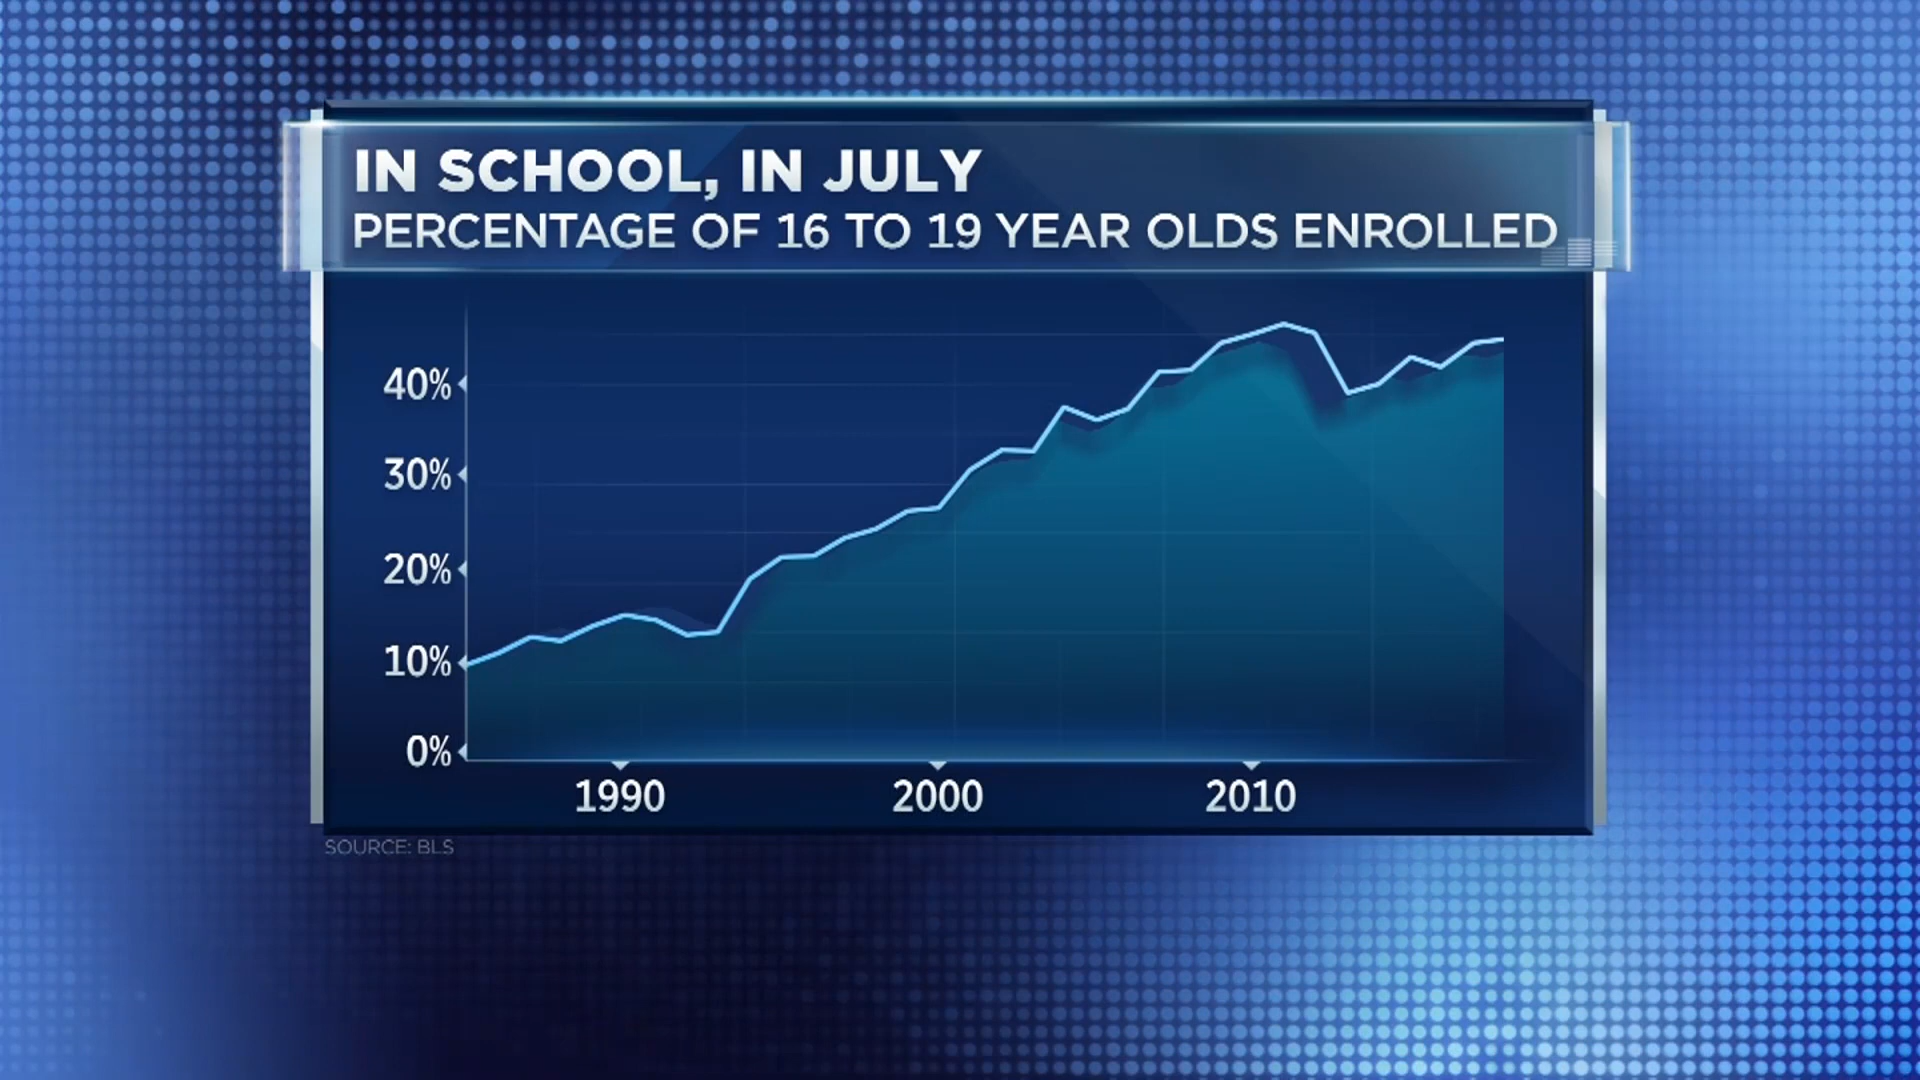 IN SCHOOL, IN JULY
PERCENTAGE OF 16 TO 19 YEAR OLDS ENROLLED
40%
30%
20%
10%
0%
1990 2000 2010
SOURCE: BLS